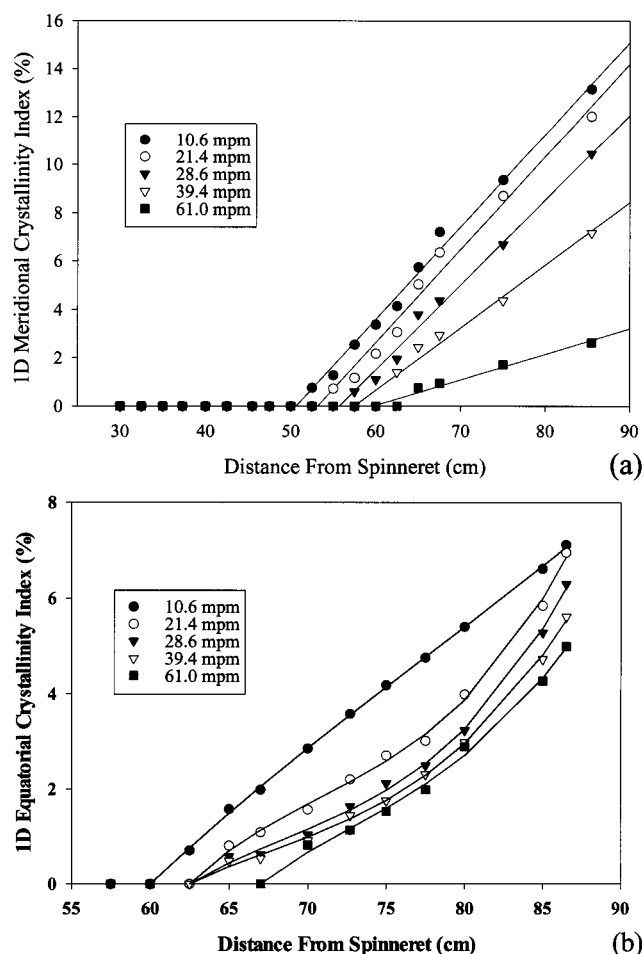 16
14
12
10
8
6
4
2
0
1D Meridional Crystallinity Index (%)
10.6 mpm
21.4 mpm
28.6 mpm
39.4 mpm
61.0 mpm
30 40 50 60 70 80 90
Distance From Spinneret (cm)
(a)
8
6
4
2
0
1D Equatorial Crystallinity Index (%)
10.6 mpm
21.4 mpm
28.6 mpm
39.4 mpm
61.0 mpm
55 60 65 70 75 80 85 90
Distance From Spinneret (cm)
(b)